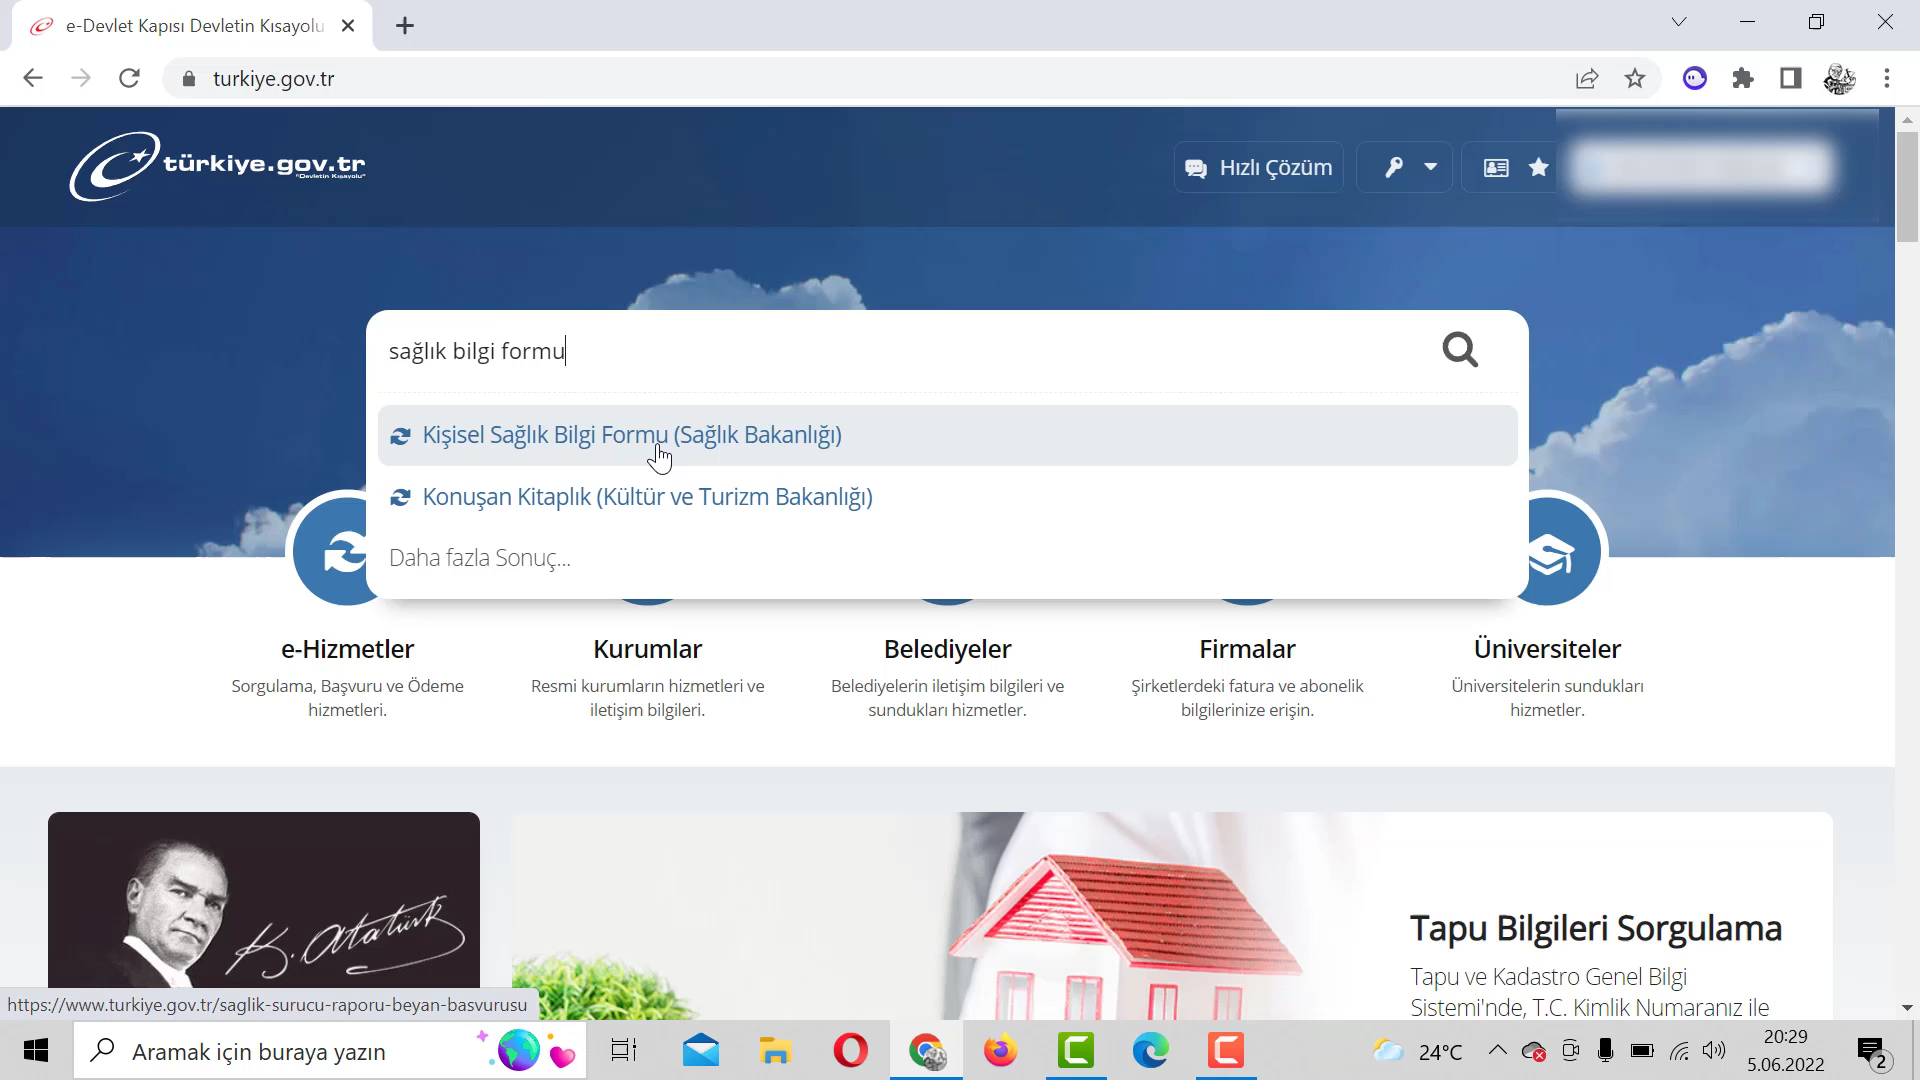 e-Devlet Kapısı Devletin Kısayolu
turkiye.gov.tr
türkiye.gov.tr
"Devletin Kısayolu"
Hızlı Çözüm
sağlık bilgi formu
Kişisel Sağlık Bilgi Formu (Sağlık Bakanlığı)
Konuşan Kitaplık (Kültür ve Turizm Bakanlığı)
Daha fazla Sonuç...
e-Hizmetler
Sorgulama, Başvuru ve Ödeme
hizmetleri.
Kurumlar
Resmi kurumların hizmetleri ve
iletişim bilgileri.
Belediyeler
Belediyelerin iletişim bilgileri ve
sundukları hizmetler.
Firmalar
Şirketlerdeki fatura ve abonelik
bilgilerinize erişin.
Üniversiteler
Üniversitelerin sundukları
hizmetler.
K. Atatürk
Tapu Bilgileri Sorgulama
Tapu ve Kadastro Genel Bilgi
Sistemi'nde, T.C. Kimlik Numaranız ile
https://www.turkiye.gov.tr/saglik-surucu-raporu-beyan-basvurusu
Aramak için buraya yazın
24°C
20:29
5.06.2022
2